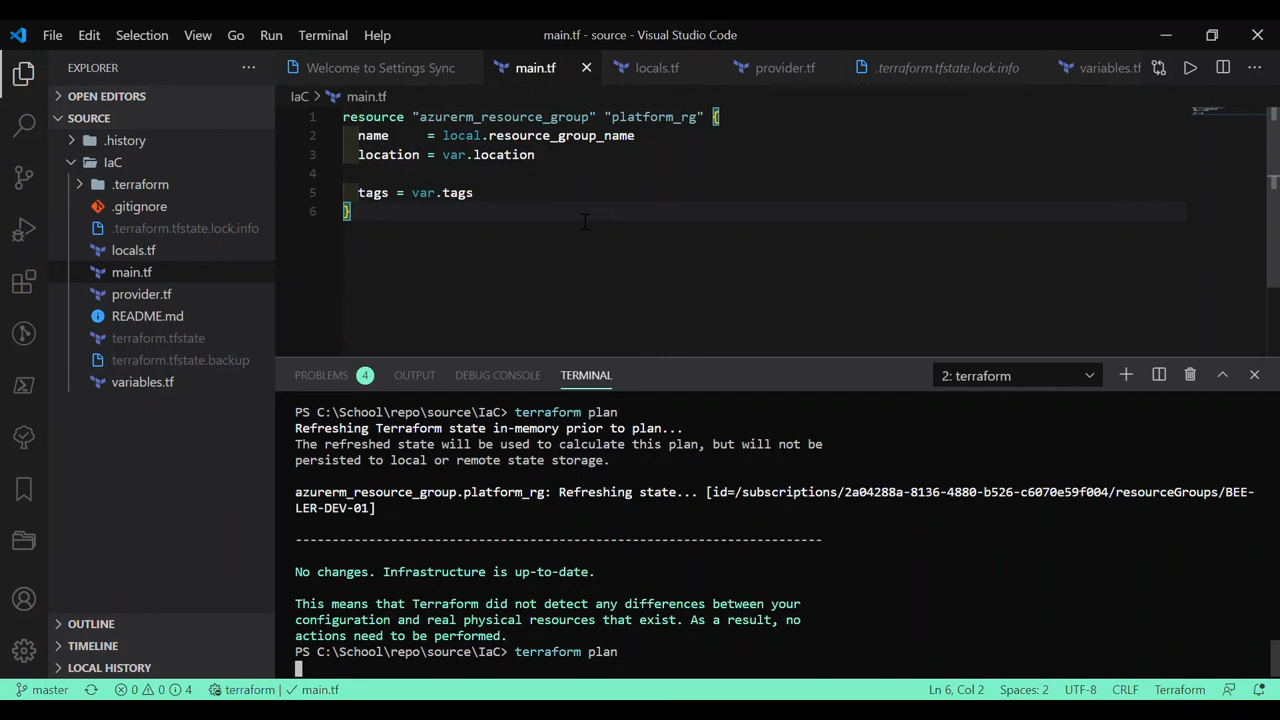 File Edit Selection View Go Run Terminal Help
main.tf - source - Visual Studio Code
EXPLORER
OPEN EDITORS
SOURCE
.history
IaC
.terraform
.gitignore
.terraform.tfstate.lock.info
locals.tf
main.tf
provider.tf
README.md
terraform.tfstate
terraform.tfstate.backup
variables.tf
OUTLINE
TIMELINE
LOCAL HISTORY
Welcome to Settings Sync
main.tf
locals.tf
provider.tf
.terraform.tfstate.lock.info
variables.tf
IaC > main.tf
1 resource "azurerm_resource_group" "platform_rg" {
2 name     = local.resource_group_name
3 location = var.location
4
5 tags = var.tags
6 }
PROBLEMS 4 OUTPUT DEBUG CONSOLE TERMINAL
2: terraform
PS C:\School\repo\source\IaC> terraform plan
Refreshing Terraform state in-memory prior to plan...
The refreshed state will be used to calculate this plan, but will not be
persisted to local or remote state storage.
azurerm_resource_group.platform_rg: Refreshing state... [id=/subscriptions/2a04288a-8136-4880-b526-c6070e59f004/resourceGroups/BEE-
LER-DEV-01]
------------------------------------------------------------------------
No changes. Infrastructure is up-to-date.
This means that Terraform did not detect any differences between your
configuration and real physical resources that exist. As a result, no
actions need to be performed.
PS C:\School\repo\source\IaC> terraform plan
master 0 0 4 terraform | main.tf
Ln 6, Col 2 Spaces: 2 UTF-8 CRLF Terraform